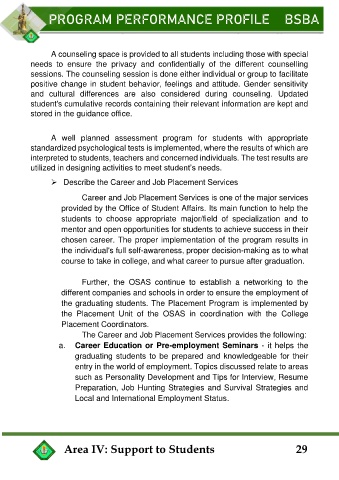 PROGRAM PERFORMANCE PROFILE BSBA
A counseling space is provided to all students including those with special
needs to ensure the privacy and confidentially of the different counselling
sessions. The counseling session is done either individual or group to facilitate
positive change in student behavior, feelings and attitude. Gender sensitivity
and cultural differences are also considered during counseling. Updated
student's cumulative records containing their relevant information are kept and
stored in the guidance office.
A well planned assessment program for students with appropriate
standardized psychological tests is implemented, where the results of which are
interpreted to students, teachers and concerned individuals. The test results are
utilized in designing activities to meet student's needs.
➢ Describe the Career and Job Placement Services
Career and Job Placement Services is one of the major services
provided by the Office of Student Affairs. Its main function to help the
students to choose appropriate major/field of specialization and to
mentor and open opportunities for students to achieve success in their
chosen career. The proper implementation of the program results in
the individual's full self-awareness, proper decision-making as to what
course to take in college, and what career to pursue after graduation.
Further, the OSAS continue to establish a networking to the
different companies and schools in order to ensure the employment of
the graduating students. The Placement Program is implemented by
the Placement Unit of the OSAS in coordination with the College
Placement Coordinators.
The Career and Job Placement Services provides the following:
a. Career Education or Pre-employment Seminars - it helps the
graduating students to be prepared and knowledgeable for their
entry in the world of employment. Topics discussed relate to areas
such as Personality Development and Tips for Interview, Resume
Preparation, Job Hunting Strategies and Survival Strategies and
Local and International Employment Status.
Area IV: Support to Students 29